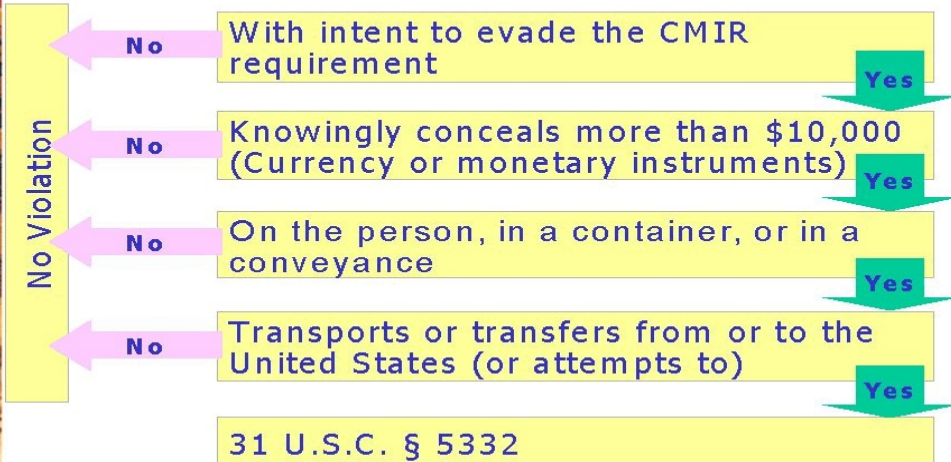 No Violation
No
With intent to evade the CMIR
requirement
Yes
No
Knowingly conceals more than $10,000
(Currency or monetary instruments)
Yes
No
On the person, in a container, or in a
conveyance
Yes
No
Transports or transfers from or to the
United States (or attempts to)
Yes
31 U.S.C. § 5332